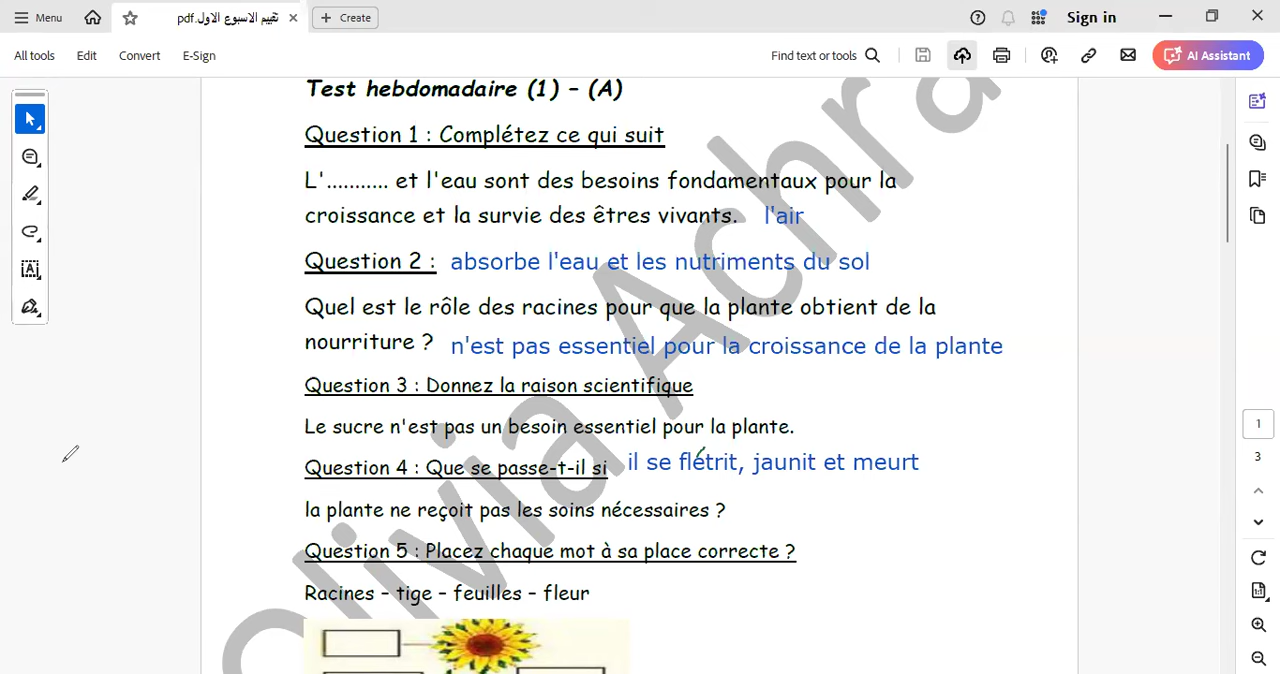 Menu
تقييم الاسبوع الاول.pdf
Create
Sign in
All tools
Edit
Convert
E-Sign
Find text or tools
AI Assistant
Test hebdomadaire (1) – (A)
Question 1 : Complétez ce qui suit
L'........... et l'eau sont des besoins fondamentaux pour la
croissance et la survie des êtres vivants. l'air
Question 2 : absorbe l'eau et les nutriments du sol
Quel est le rôle des racines pour que la plante obtient de la
nourriture ? n'est pas essentiel pour la croissance de la plante
Question 3 : Donnez la raison scientifique
Le sucre n'est pas un besoin essentiel pour la plante.
Question 4 : Que se passe-t-il si il se flétrit, jaunit et meurt
la plante ne reçoit pas les soins nécessaires ?
Question 5 : Placez chaque mot à sa place correcte ?
Racines – tige – feuilles – fleur
Olivia Achra
1
3